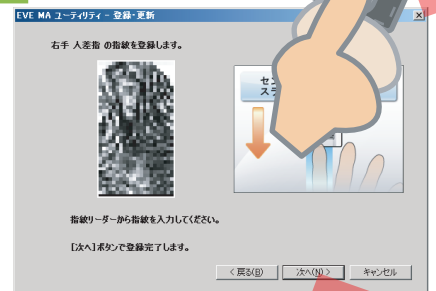 EVE MA ユーティリティ - 登録・更新
右手 人差指 の指紋を登録します。
セン
スラ
指紋リーダーから指紋を入力してください。
[次へ]ボタンで登録完了します。
< 戻る(B)
次へ(N) >
キャンセル